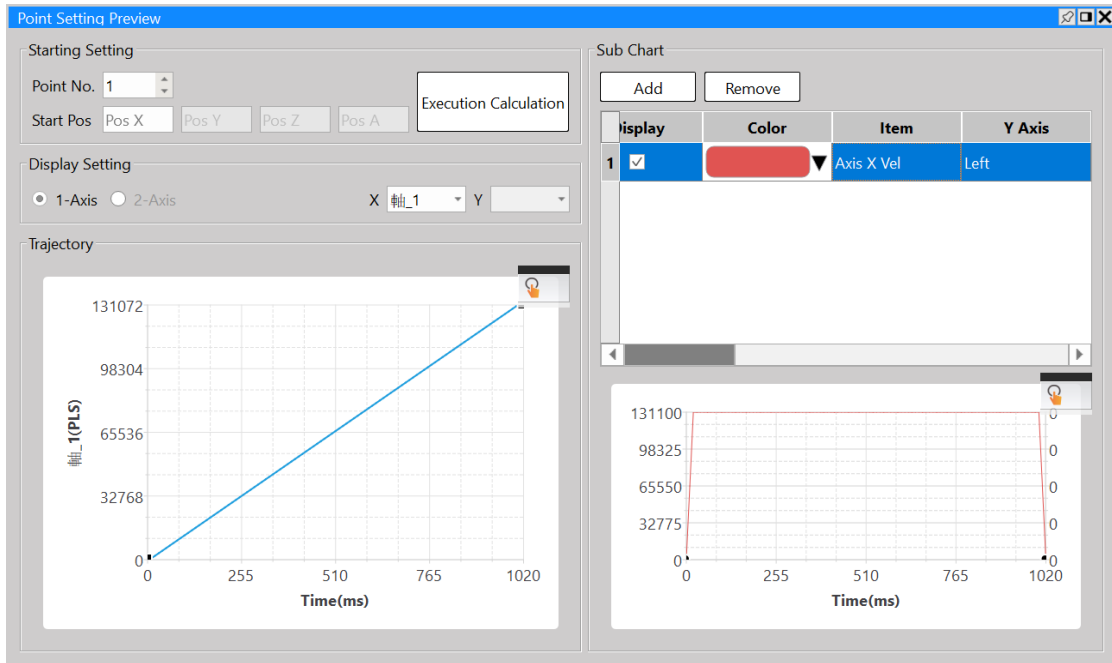 Point Setting Preview
Starting Setting
Point No. 1
Start Pos Pos X Pos Y Pos Z Pos A
Execution Calculation
Display Setting
1-Axis 2-Axis X 軸_1 Y
Trajectory
131072
98304
65536
32768
0
軸_1(PLS)
0 255 510 765 1020
Time(ms)
Sub Chart
Add Remove
Display Color Item Y Axis
1 Axis X Vel Left
131100 0
98325 0
65550 0
32775 0
0 0
0 255 510 765 1020
Time(ms)